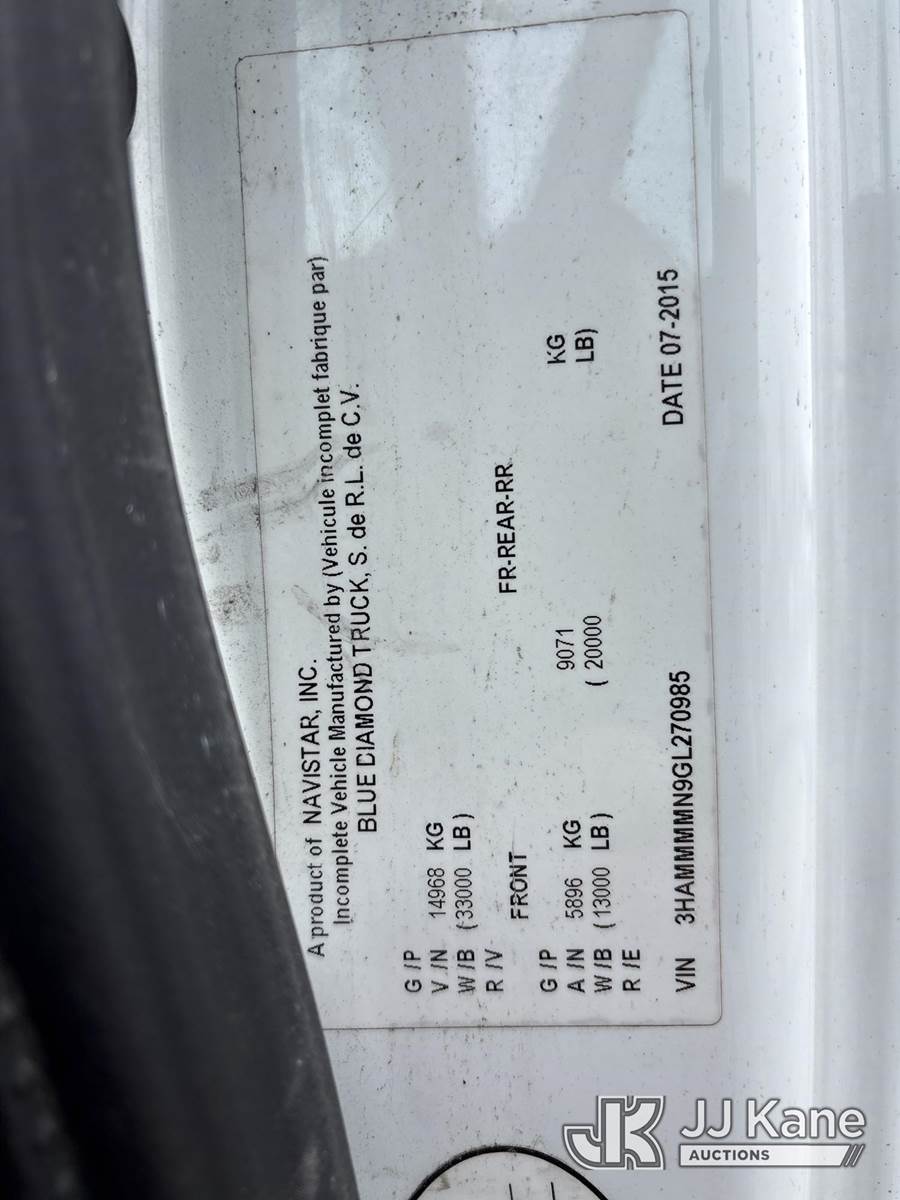 A product of NAVISTAR, INC.
Incomplete Vehicle Manufactured by (Vehicule incomplet fabrique par)
BLUE DIAMOND TRUCK, S. de R.L. de C.V.
G /P
V /N 14968 KG
W/B (33000 LB)
R /V
FRONT FR-REAR-RR
G /P
A /N 5896 KG 9071 KG
W/B (13000 LB) ( 20000 LB)
R /E
VIN 3HAMMMMN9GL270985 DATE 07-2015
JK JJ Kane
AUCTIONS